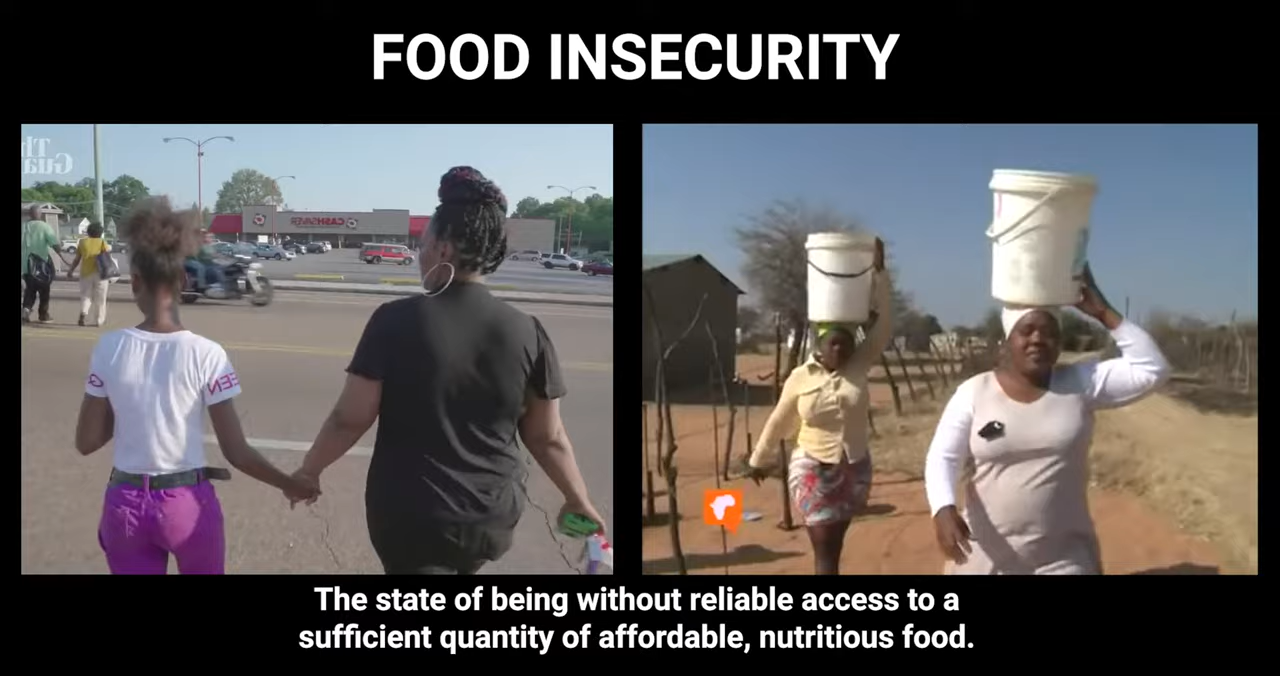 FOOD INSECURITY
The state of being without reliable access to a
sufficient quantity of affordable, nutritious food.